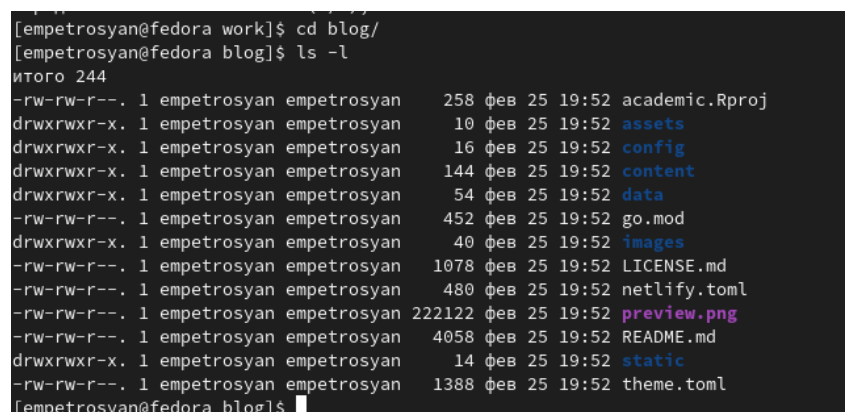 [empetrosyan@fedora work]$ cd blog/
[empetrosyan@fedora blog]$ ls -l
итого 244
-rw-rw-r--. 1 empetrosyan empetrosyan    258 фев 25 19:52 academic.Rproj
drwxrwxr-x. 1 empetrosyan empetrosyan     10 фев 25 19:52 assets
drwxrwxr-x. 1 empetrosyan empetrosyan     16 фев 25 19:52 config
drwxrwxr-x. 1 empetrosyan empetrosyan    144 фев 25 19:52 content
drwxrwxr-x. 1 empetrosyan empetrosyan     54 фев 25 19:52 data
-rw-rw-r--. 1 empetrosyan empetrosyan    452 фев 25 19:52 go.mod
drwxrwxr-x. 1 empetrosyan empetrosyan     40 фев 25 19:52 images
-rw-rw-r--. 1 empetrosyan empetrosyan   1078 фев 25 19:52 LICENSE.md
-rw-rw-r--. 1 empetrosyan empetrosyan    480 фев 25 19:52 netlify.toml
-rw-rw-r--. 1 empetrosyan empetrosyan 222122 фев 25 19:52 preview.png
-rw-rw-r--. 1 empetrosyan empetrosyan   4058 фев 25 19:52 README.md
drwxrwxr-x. 1 empetrosyan empetrosyan     14 фев 25 19:52 static
-rw-rw-r--. 1 empetrosyan empetrosyan   1388 фев 25 19:52 theme.toml
[empetrosyan@fedora blog]$